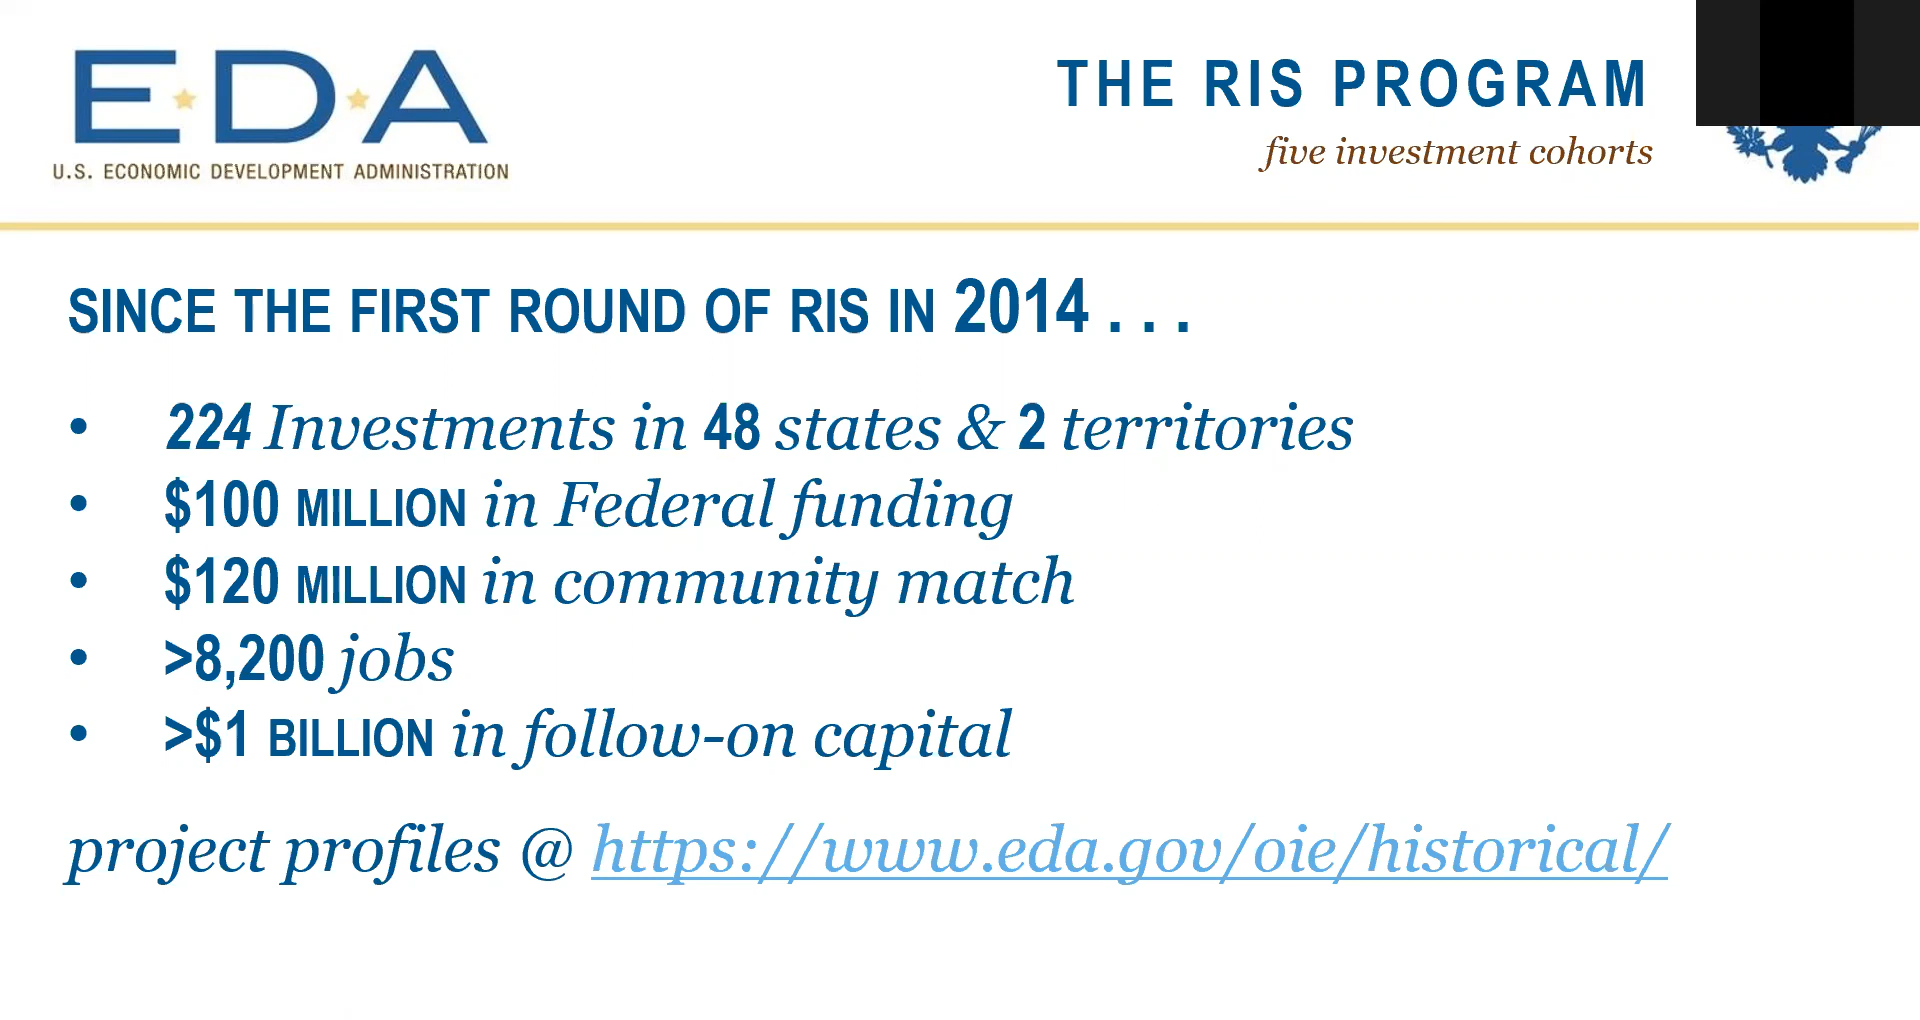 E★D★A
U.S. ECONOMIC DEVELOPMENT ADMINISTRATION
THE RIS PROGRAM
five investment cohorts
SINCE THE FIRST ROUND OF RIS IN 2014 . . .
• 224 Investments in 48 states & 2 territories
• $100 MILLION in Federal funding
• $120 MILLION in community match
• >8,200 jobs
• >$1 BILLION in follow-on capital
project profiles @ https://www.eda.gov/oie/historical/